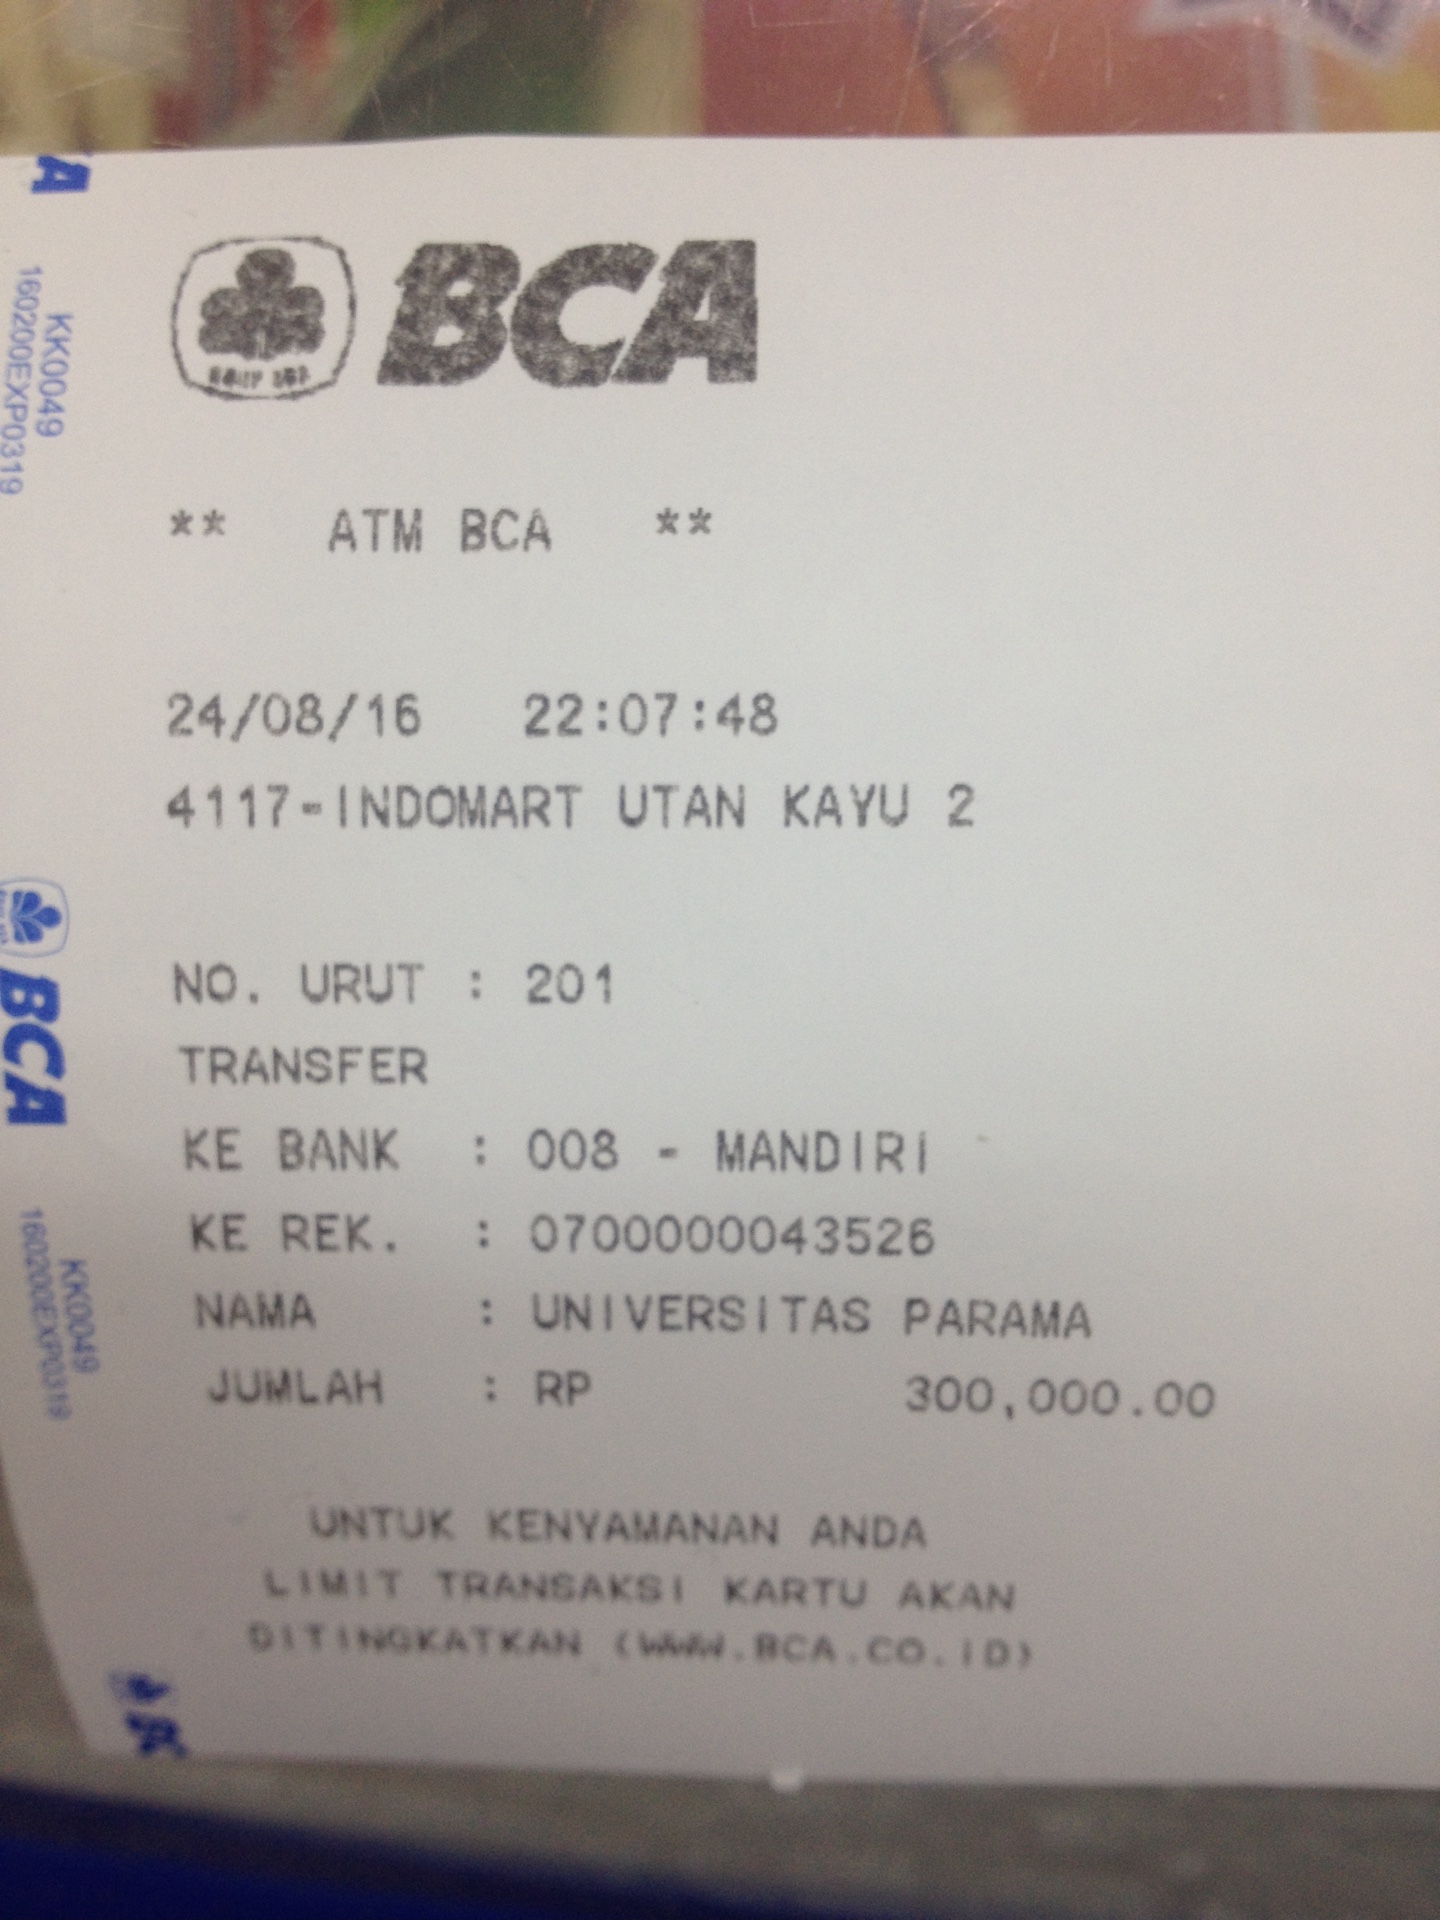 BCA
** ATM BCA **
24/08/16 22:07:48
4117-INDOMART UTAN KAYU 2
NO. URUT : 201
TRANSFER
KE BANK : 008 - MANDIRI
KE REK. : 0700000043526
NAMA : UNIVERSITAS PARAMA
JUMLAH : RP 300,000.00
UNTUK KENYAMANAN ANDA
LIMIT TRANSAKSI KARTU AKAN
DITINGKATKAN (WWW.BCA.CO.ID)
A
KK0049
160200EXP0319
BCA
KK0049
160200EXP0319